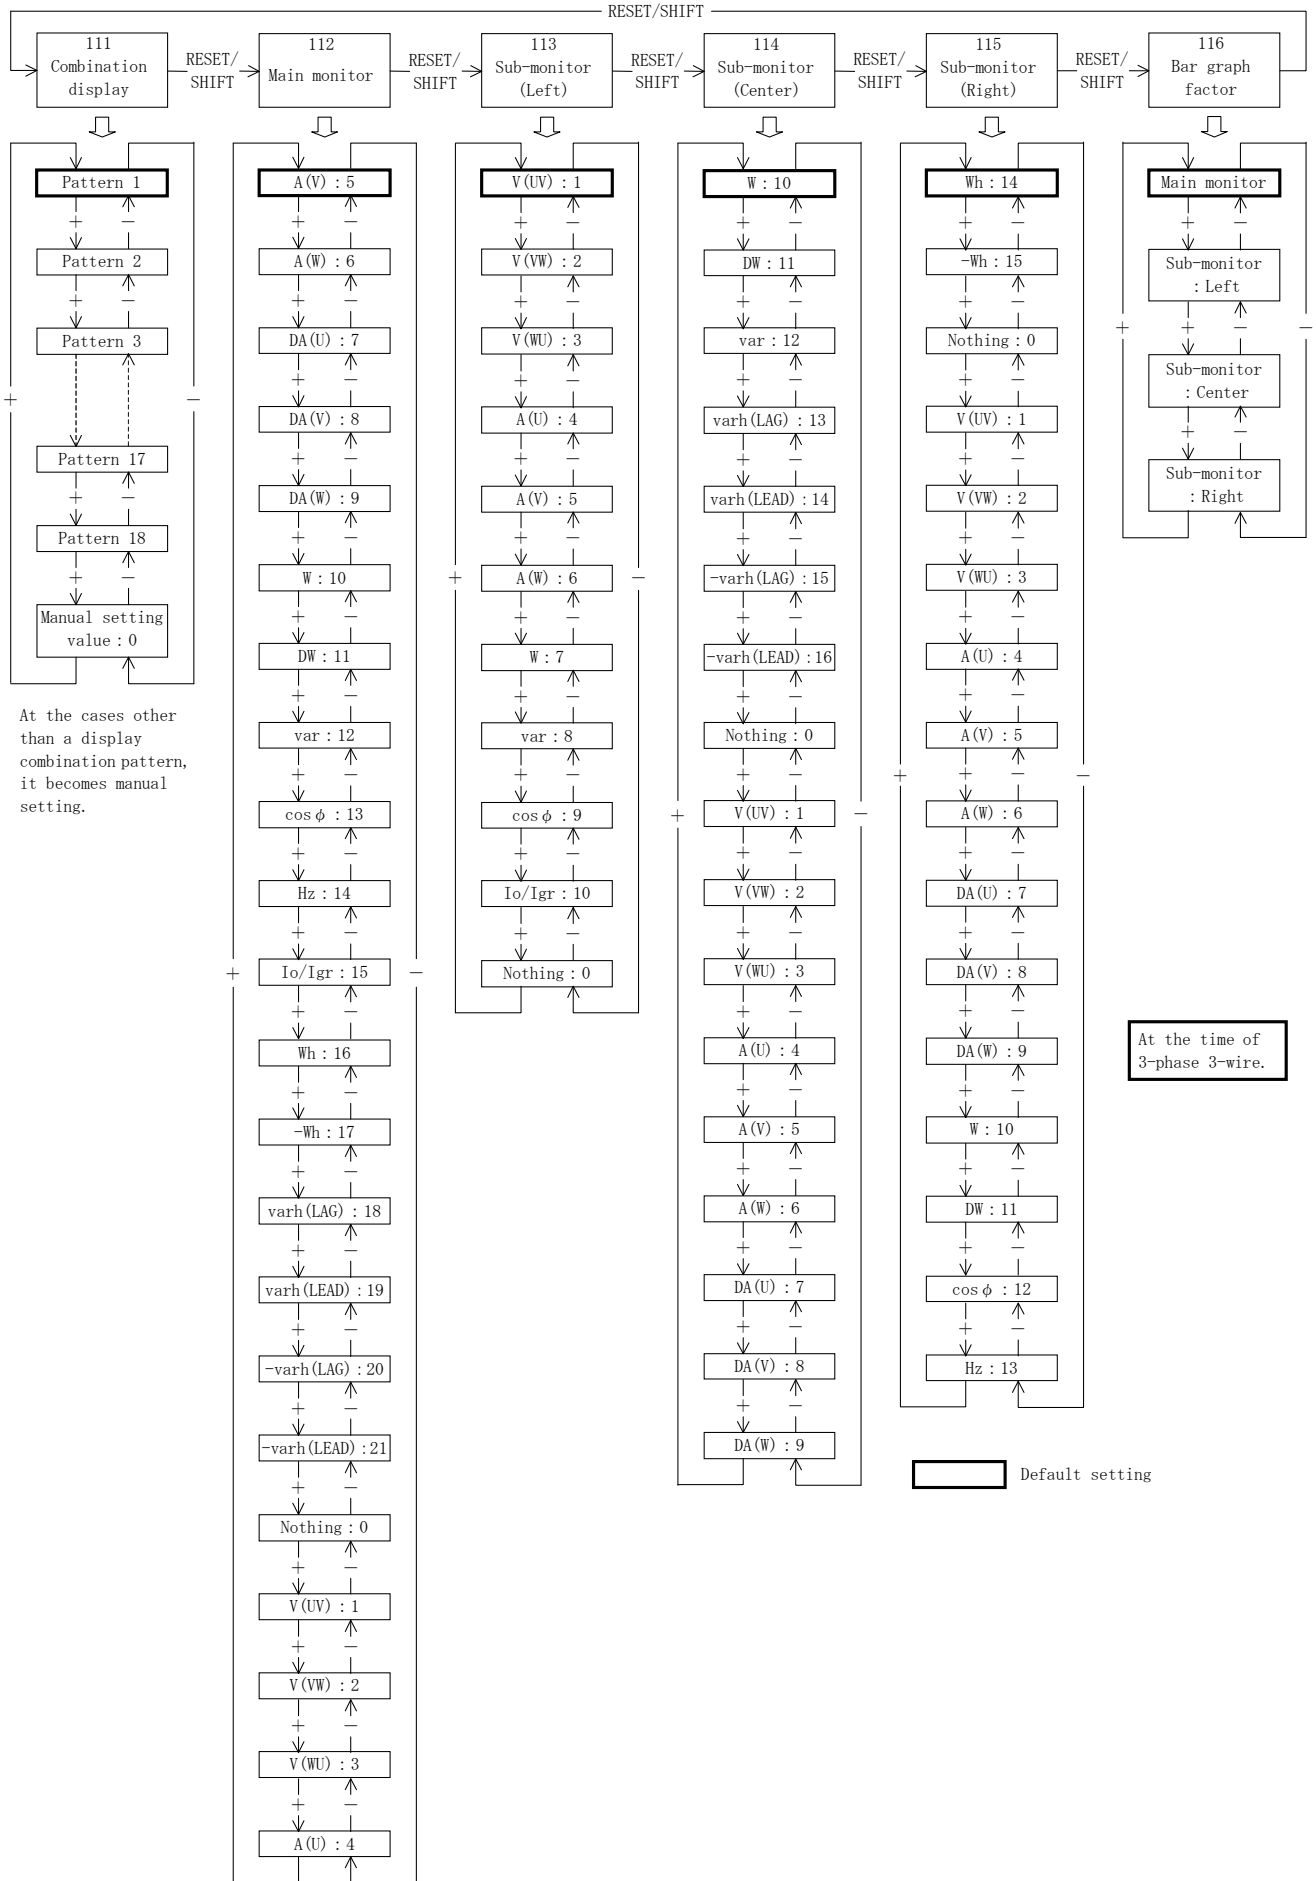 RESET/SHIFT
111
Combination
display
RESET/
SHIFT
112
Main monitor
RESET/
SHIFT
113
Sub-monitor
(Left)
RESET/
SHIFT
114
Sub-monitor
(Center)
RESET/
SHIFT
115
Sub-monitor
(Right)
RESET/
SHIFT
116
Bar graph
factor
Pattern 1
+ −
Pattern 2
+ −
Pattern 3
+ −
Pattern 17
+ −
Pattern 18
+ −
Manual setting
value：0
At the cases other
than a display
combination pattern,
it becomes manual
setting.
A(V)：5
+ −
A(W)：6
+ −
DA(U)：7
+ −
DA(V)：8
+ −
DA(W)：9
+ −
W：10
+ −
DW：11
+ −
var：12
+ −
cosφ：13
+ −
Hz：14
+ −
+ Io/Igr：15 −
+ −
Wh：16
+ −
-Wh：17
+ −
varh(LAG)：18
+ −
varh(LEAD)：19
+ −
-varh(LAG)：20
+ −
-varh(LEAD)：21
+ −
Nothing：0
+ −
V(UV)：1
+ −
V(VW)：2
+ −
V(WU)：3
+ −
A(U)：4
V(UV)：1
+ −
V(VW)：2
+ −
V(WU)：3
+ −
A(U)：4
+ −
A(V)：5
+ −
+ A(W)：6 −
+ −
W：7
+ −
var：8
+ −
cosφ：9
+ −
Io/Igr：10
+ −
Nothing：0
W：10
+ −
DW：11
+ −
var：12
+ −
varh(LAG)：13
+ −
varh(LEAD)：14
+ −
-varh(LAG)：15
+ −
-varh(LEAD)：16
+ −
Nothing：0
+ −
+ V(UV)：1 −
+ −
V(VW)：2
+ −
V(WU)：3
+ −
A(U)：4
+ −
A(V)：5
+ −
A(W)：6
+ −
DA(U)：7
+ −
DA(V)：8
+ −
DA(W)：9
Wh：14
+ −
-Wh：15
+ −
Nothing：0
+ −
V(UV)：1
+ −
V(VW)：2
+ −
V(WU)：3
+ −
A(U)：4
+ −
A(V)：5
+ + − −
A(W)：6
+ −
DA(U)：7
+ −
DA(V)：8
+ −
DA(W)：9
+ −
W：10
+ −
DW：11
+ −
cosφ：12
+ −
Hz：13
Main monitor
+ −
Sub-monitor
：Left
+ + − −
Sub-monitor
：Center
+ −
Sub-monitor
：Right
At the time of
3-phase 3-wire.
Default setting